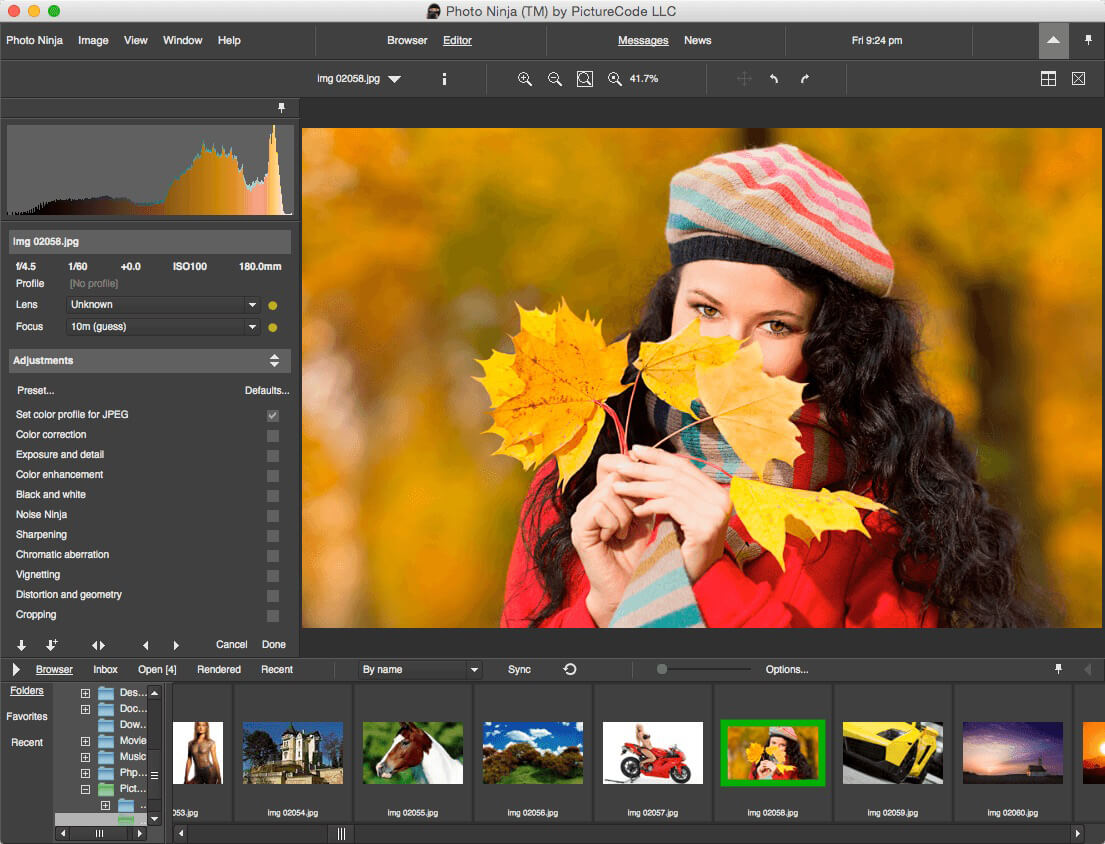 Photo Ninja (TM) by PictureCode LLC
Photo Ninja Image View Window Help Browser Editor Messages News Fri 9:24 pm
img 02058.jpg 41.7%
img 02058.jpg
f/4.5 1/60 +0.0 ISO100 180.0mm
Profile [No profile]
Lens Unknown
Focus 10m (guess)
Adjustments
Preset... Defaults...
Set color profile for JPEG
Color correction
Exposure and detail
Color enhancement
Black and white
Noise Ninja
Sharpening
Chromatic aberration
Vignetting
Distortion and geometry
Cropping
Cancel Done
Browser Inbox Open [4] Rendered Recent By name Sync Options...
Folders
Favorites
Recent
Des...
Doc...
Dow...
Movie
Music
Php...
Pict...
...
053.jpg img 02054.jpg img 02055.jpg img 02056.jpg img 02057.jpg img 02058.jpg img 02059.jpg img 02060.jpg